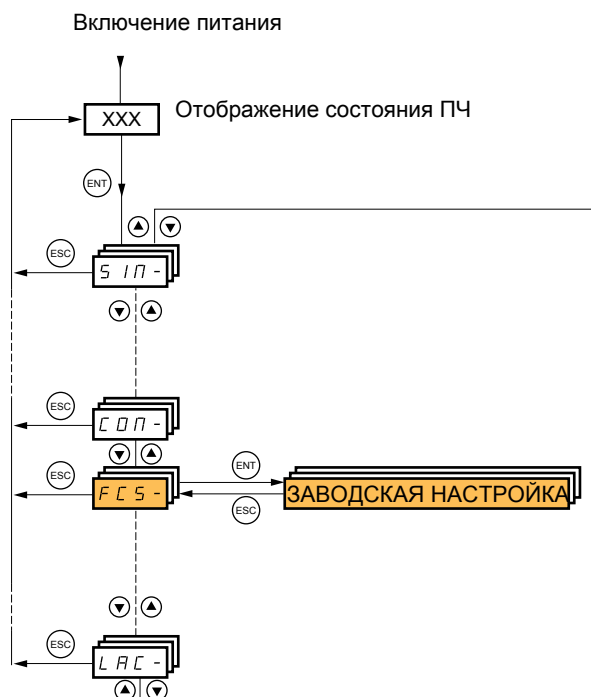 Включение питания
XXX
Отображение состояния ПЧ
ENT
ESC
SIM-
ESC
COM-
ESC
FCS-
ENT
ESC
ЗАВОДСКАЯ НАСТРОЙКА
ESC
LAC-